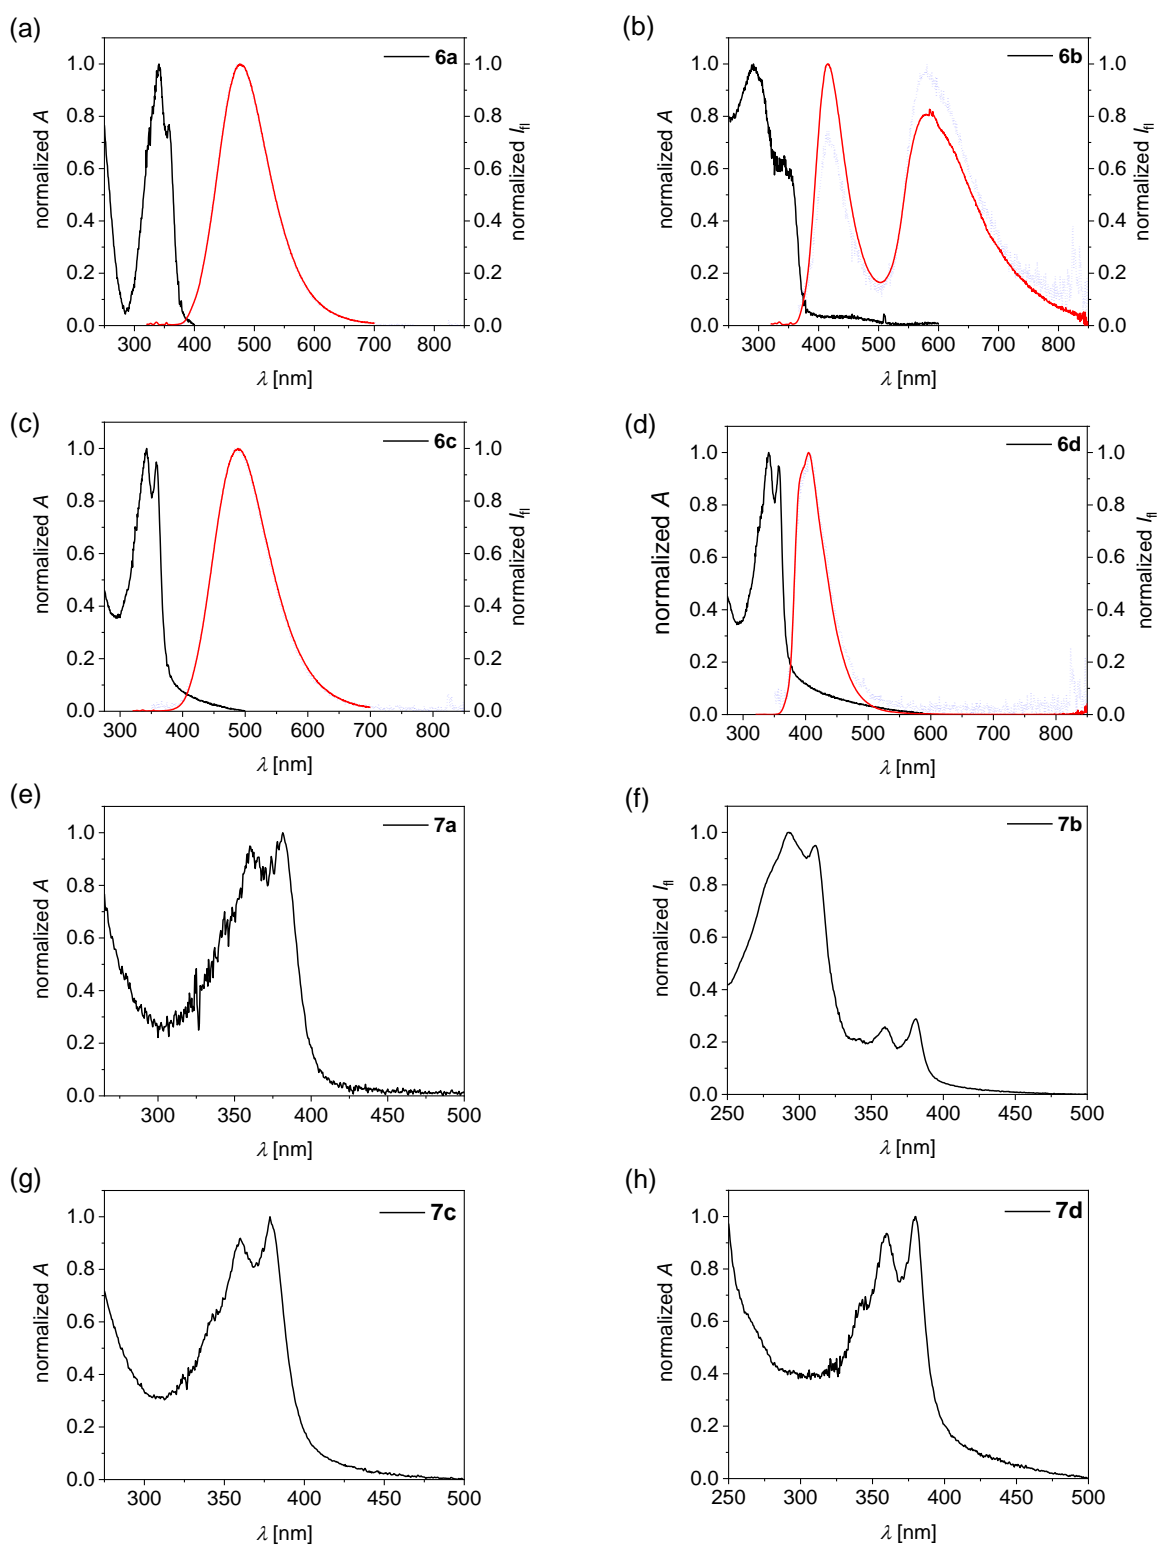 (a)
6a
normalized A
normalized Ifl
0.0 0.2 0.4 0.6 0.8 1.0
0.0 0.2 0.4 0.6 0.8 1.0
300 400 500 600 700 800
λ [nm]
(b)
6b
normalized A
normalized Ifl
0.0 0.2 0.4 0.6 0.8 1.0
0.0 0.2 0.4 0.6 0.8 1.0
300 400 500 600 700 800
λ [nm]
(c)
6c
normalized A
normalized Ifl
0.0 0.2 0.4 0.6 0.8 1.0
0.0 0.2 0.4 0.6 0.8 1.0
300 400 500 600 700 800
λ [nm]
(d)
6d
normalized A
normalized Ifl
0.0 0.2 0.4 0.6 0.8 1.0
0.0 0.2 0.4 0.6 0.8 1.0
300 400 500 600 700 800
λ [nm]
(e)
7a
normalized A
0.0 0.2 0.4 0.6 0.8 1.0
300 350 400 450 500
λ [nm]
(f)
7b
normalized Ifl
0.0 0.2 0.4 0.6 0.8 1.0
250 300 350 400 450 500
λ [nm]
(g)
7c
normalized A
0.0 0.2 0.4 0.6 0.8 1.0
300 350 400 450 500
λ [nm]
(h)
7d
normalized A
0.0 0.2 0.4 0.6 0.8 1.0
250 300 350 400 450 500
λ [nm]